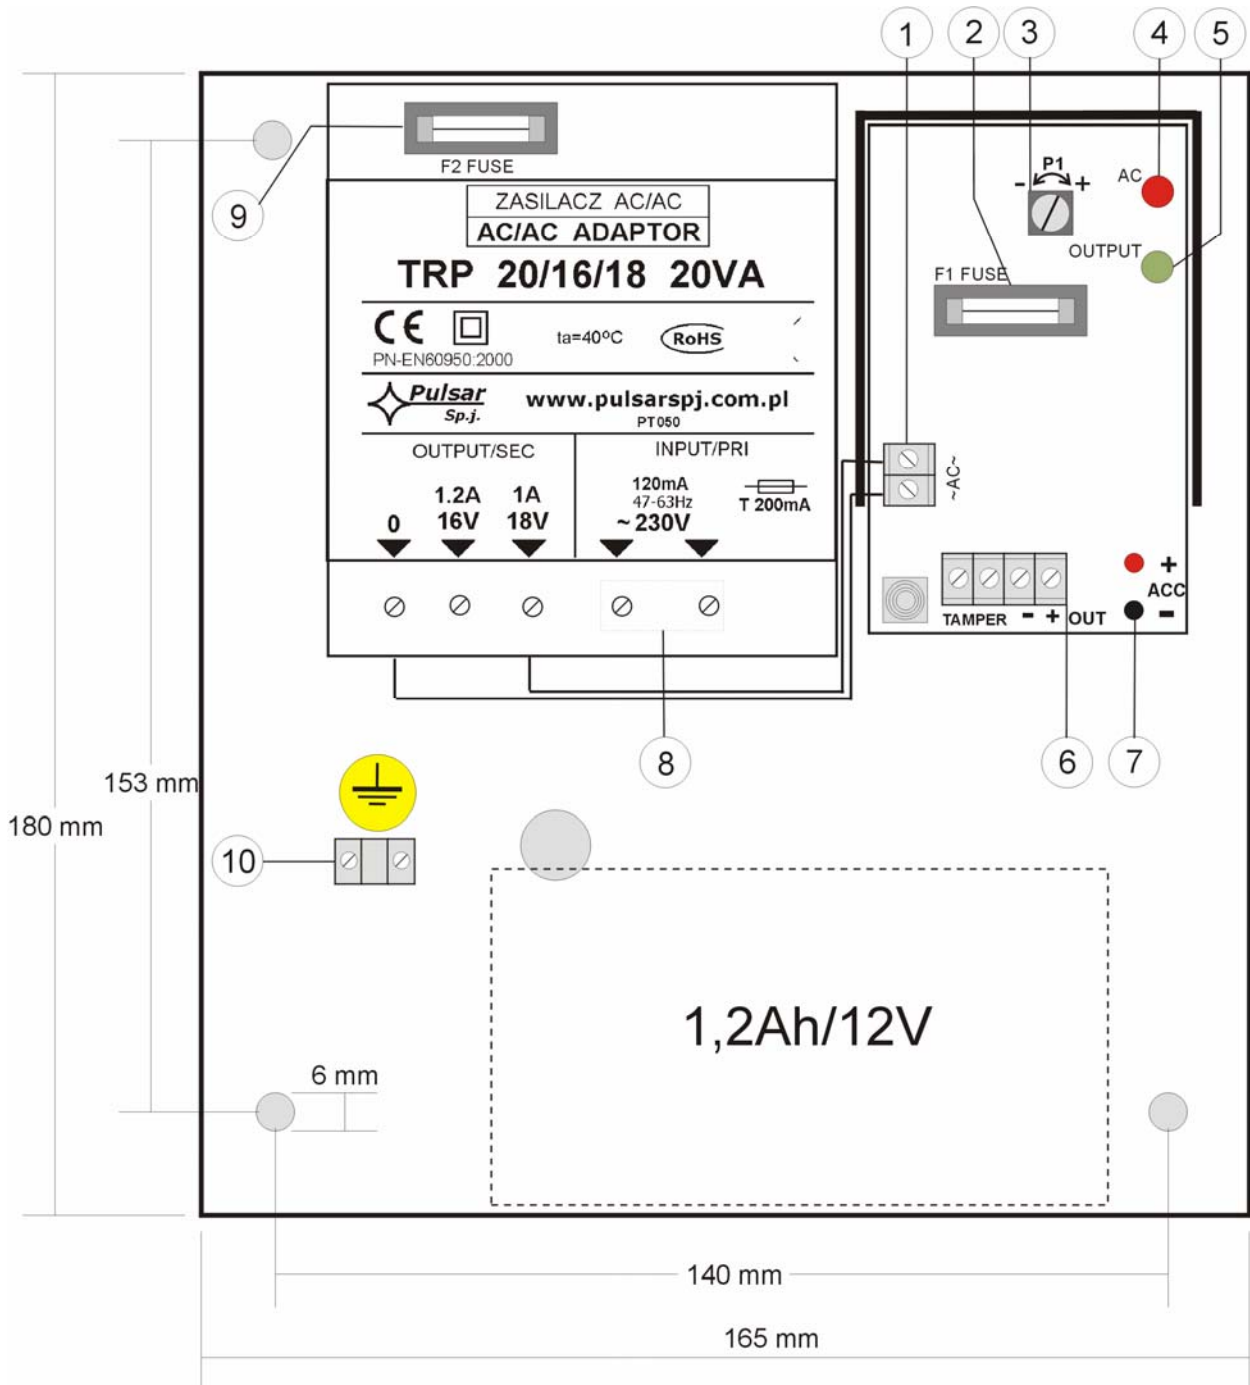 1
2
3
4
5
F2 FUSE
9
ZASILACZ AC/AC
AC/AC ADAPTOR
TRP 20/16/18 20VA
CE
ta=40°C
RoHS
PN-EN60950:2000
Pulsar
Sp.j.
www.pulsarspj.com.pl
PT050
OUTPUT/SEC
INPUT/PRI
1.2A
1A
120mA
47-63Hz
16V
18V
0
~230V
T 200mA
P1
- +
AC
OUTPUT
F1 FUSE
~AC~
TAMPER - + OUT
+
ACC
-
8
6
7
153 mm
180 mm
10
1,2Ah/12V
6 mm
140 mm
165 mm